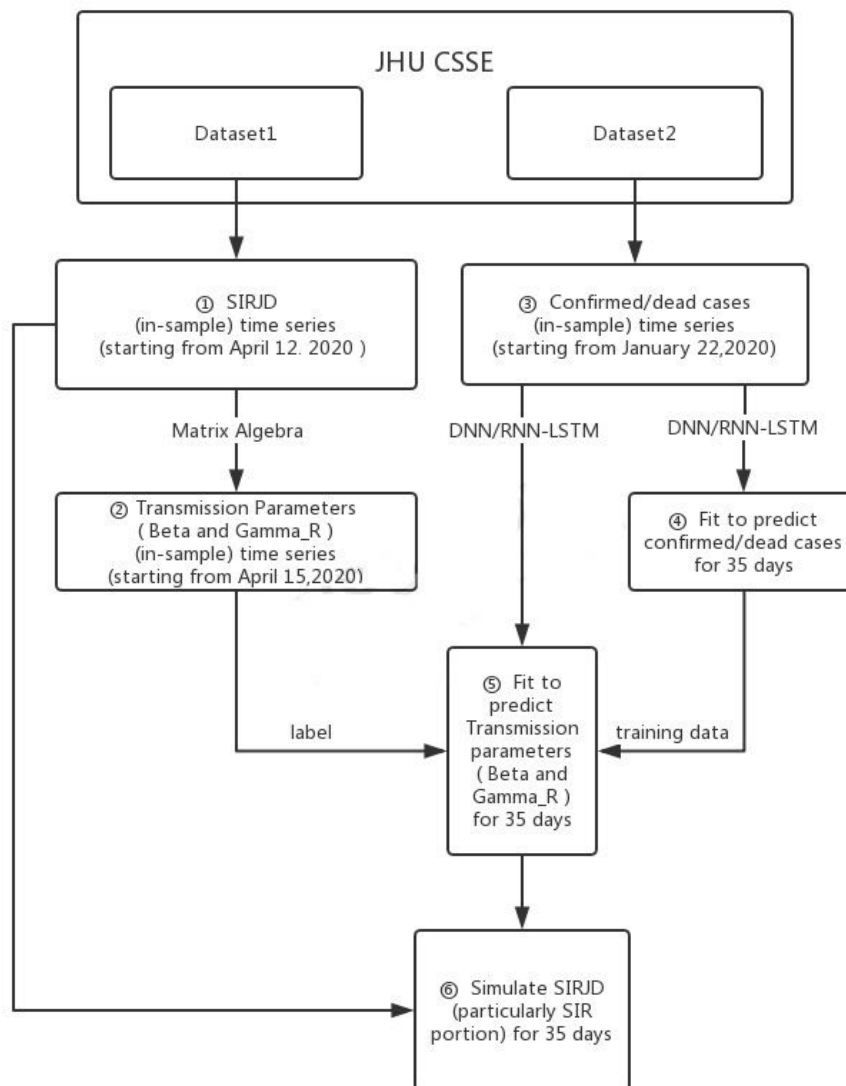 JHU CSSE
Dataset1
Dataset2
① SIRJD
(in-sample) time series
(starting from April 12. 2020 )
③ Confirmed/dead cases
(in-sample) time series
(starting from January 22,2020)
Matrix Algebra
DNN/RNN-LSTM
DNN/RNN-LSTM
② Transmission Parameters
( Beta and Gamma_R )
(in-sample) time series
(starting from April 15,2020)
④ Fit to predict
confirmed/dead cases
for 35 days
⑤ Fit to
predict
Transmission
parameters
( Beta and
Gamma_R )
for 35 days
label
training data
⑥ Simulate SIRJD
(particularly SIR
portion) for 35 days